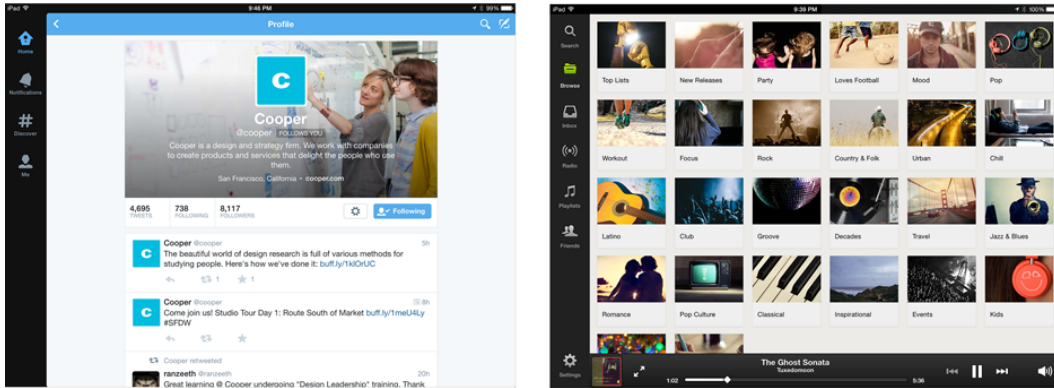 iPad 9:46 PM 99%
Profile
Home
Notifications
Discover
Me
C
Cooper
@cooper FOLLOWS YOU
Cooper is a design and strategy firm. We work with companies
to create products and services that delight the people who use
them.
San Francisco, California • cooper.com
4,695 738 8,117
TWEETS FOLLOWING FOLLOWERS
Following
C
Cooper @cooper 5h
The beautiful world of design research is full of various methods for
studying people. Here's how we've done it: buff.ly/1klOrUC
1 1
C
Cooper @cooper 8h
Come join us! Studio Tour Day 1: Route South of Market buff.ly/1meU4Ly
#SFDW
Cooper retweeted
ranzeeth @ranzeeth 20h
Great learning @ Cooper undergoing "Design Leadership" training. Thank
iPad 9:39 PM 100%
Search
Browse
Inbox
Radio
Playlists
Friends
Settings
Top Lists New Releases Party Loves Football Mood Pop
Workout Focus Rock Country & Folk Urban Chill
Latino Club Groove Decades Travel Jazz & Blues
Romance Pop Culture Classical Inspirational Events Kids
The Ghost Sonata
Tuxedomoon
1:02 5:36